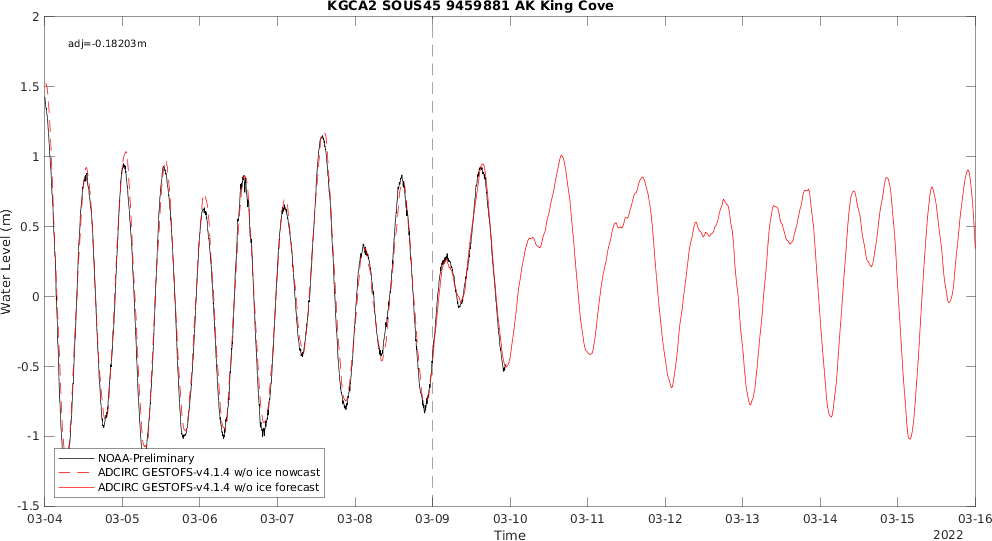 KGCA2 SOUS45 9459881 AK King Cove
adj=-0.18203m
Water Level (m)
2
1.5
1
0.5
0
-0.5
-1
-1.5
NOAA-Preliminary
ADCIRC GESTOFS-v4.1.4 w/o ice nowcast
ADCIRC GESTOFS-v4.1.4 w/o ice forecast
03-04 03-05 03-06 03-07 03-08 03-09 03-10 03-11 03-12 03-13 03-14 03-15 03-16
Time
2022